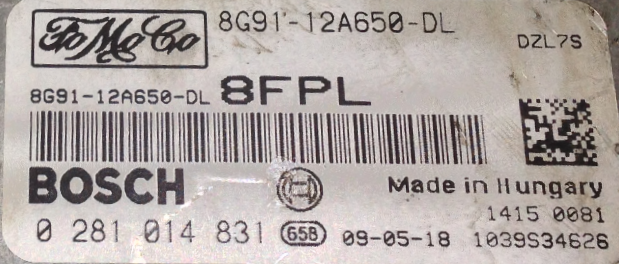 FoMoCo 8G91-12A650-DL
DZL7S
8G91-12A650-DL 8FPL
BOSCH
Made in Hungary
1415 0081
0 281 014 831 65B 09-05-18 1039S34626